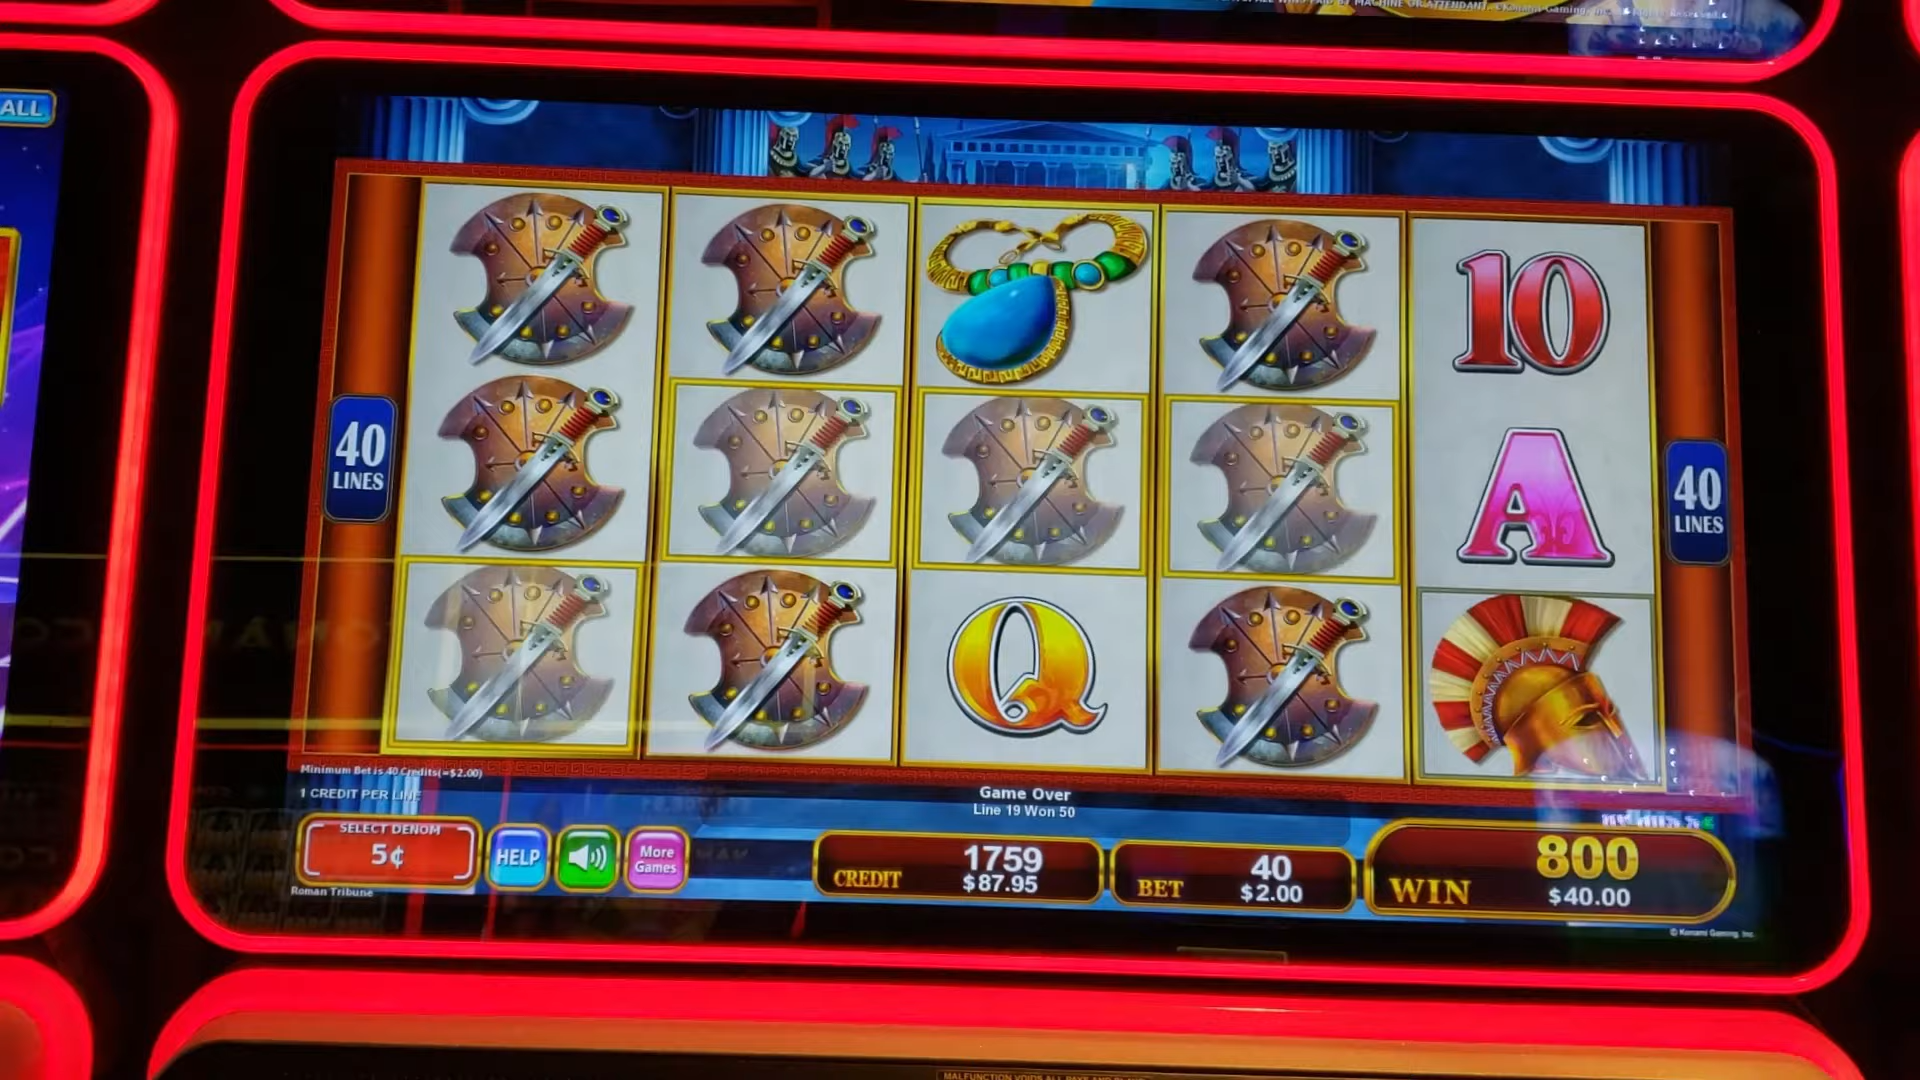 ALL
10
40
LINES
A
40
LINES
Q
Minimum Bet is 40 Credits(=$2.00)
1 CREDIT PER LINE
Game Over
Line 19 Won 50
SELECT DENOM
5¢
HELP
More
Games
CREDIT
1759
$87.95
BET
40
$2.00
WIN
800
$40.00
Roman Tribune
© Konami Gaming, Inc.